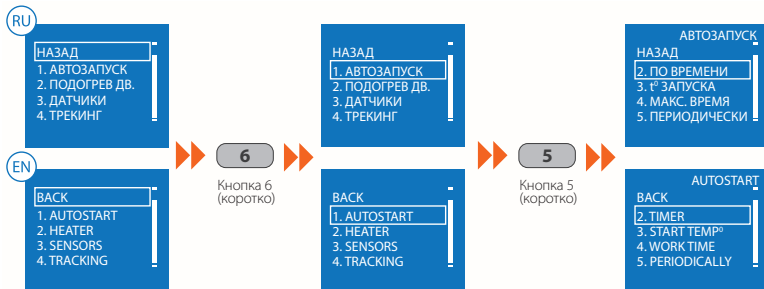 RU
НАЗАД
1. АВТОЗАПУСК
2. ПОДОГРЕВ ДВ.
3. ДАТЧИКИ
4. ТРЕКИНГ
6
Кнопка 6
(коротко)
НАЗАД
1. АВТОЗАПУСК
2. ПОДОГРЕВ ДВ.
3. ДАТЧИКИ
4. ТРЕКИНГ
5
Кнопка 5
(коротко)
АВТОЗАПУСК
НАЗАД
2. ПО ВРЕМЕНИ
3. t⁰ ЗАПУСКА
4. МАКС. ВРЕМЯ
5. ПЕРИОДИЧЕСКИ
EN
BACK
1. AUTOSTART
2. HEATER
3. SENSORS
4. TRACKING
BACK
1. AUTOSTART
2. HEATER
3. SENSORS
4. TRACKING
AUTOSTART
BACK
2. TIMER
3. START TEMP⁰
4. WORK TIME
5. PERIODICALLY